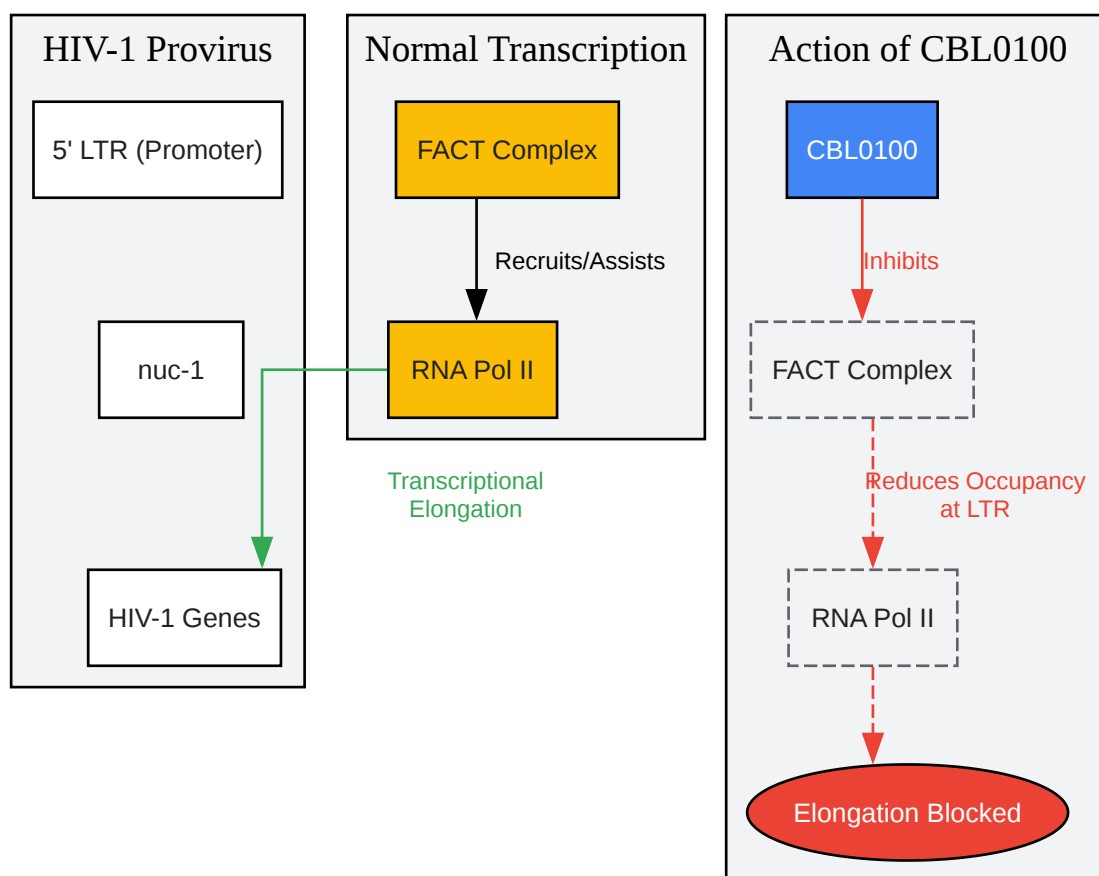 HIV-1 Provirus
5' LTR (Promoter)
nuc-1
HIV-1 Genes
Normal Transcription
FACT Complex
Recruits/Assists
RNA Pol II
Transcriptional
Elongation
Action of CBL0100
CBL0100
Inhibits
FACT Complex
Reduces Occupancy
at LTR
RNA Pol II
Elongation Blocked